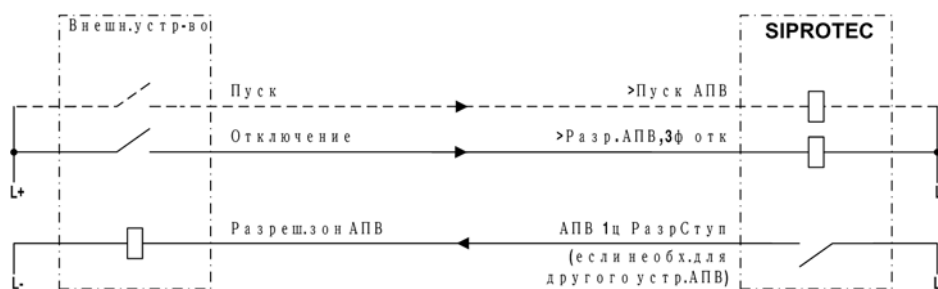 Внешн.устр-во
SIPROTEC
Пуск
>Пуск АПВ
Отключение
>Разр.АПВ,3ф отк
L+
L
Разреш.зон АПВ
АПВ 1ц РазрСтуп
(если необх.для
другого устр.АПВ)
L-
L